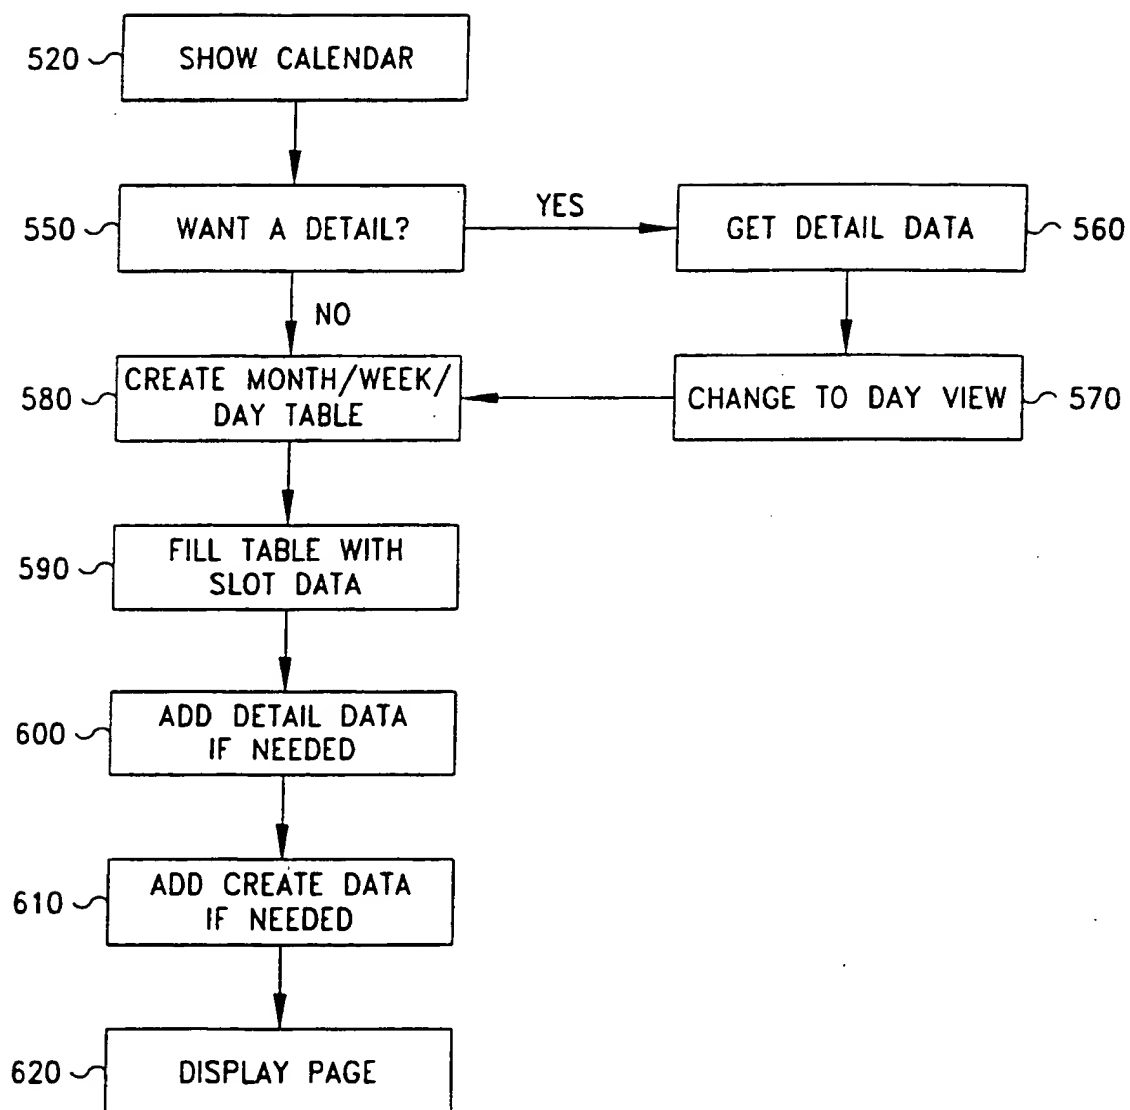 520
SHOW CALENDAR
550
WANT A DETAIL?
YES
GET DETAIL DATA
560
NO
580
CREATE MONTH/WEEK/
DAY TABLE
CHANGE TO DAY VIEW
570
590
FILL TABLE WITH
SLOT DATA
600
ADD DETAIL DATA
IF NEEDED
610
ADD CREATE DATA
IF NEEDED
620
DISPLAY PAGE